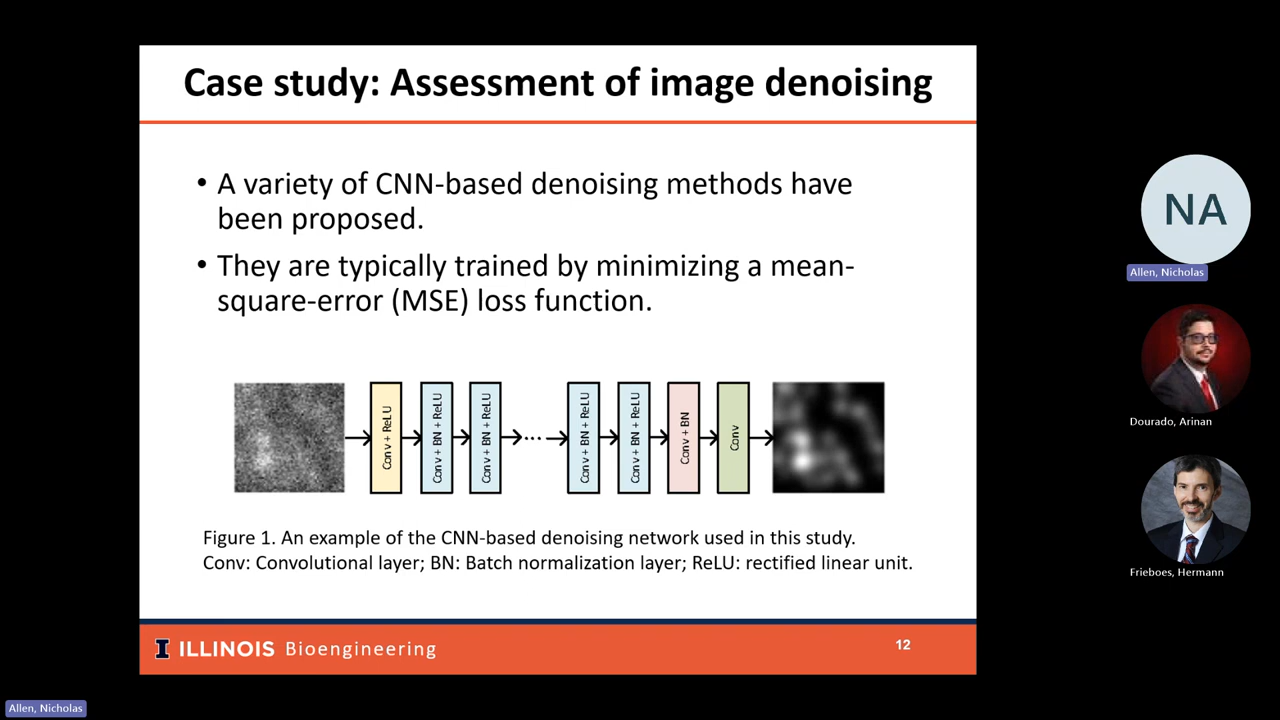 Case study: Assessment of image denoising
• A variety of CNN-based denoising methods have
been proposed.
• They are typically trained by minimizing a mean-
square-error (MSE) loss function.
Conv + ReLU
Conv + BN + ReLU
Conv + BN + ReLU
...
Conv + BN + ReLU
Conv + BN + ReLU
Conv + BN
Conv
Figure 1. An example of the CNN-based denoising network used in this study.
Conv: Convolutional layer; BN: Batch normalization layer; ReLU: rectified linear unit.
I ILLINOIS Bioengineering
12
NA
Allen, Nicholas
Dourado, Arinan
Frieboes, Hermann
Allen, Nicholas